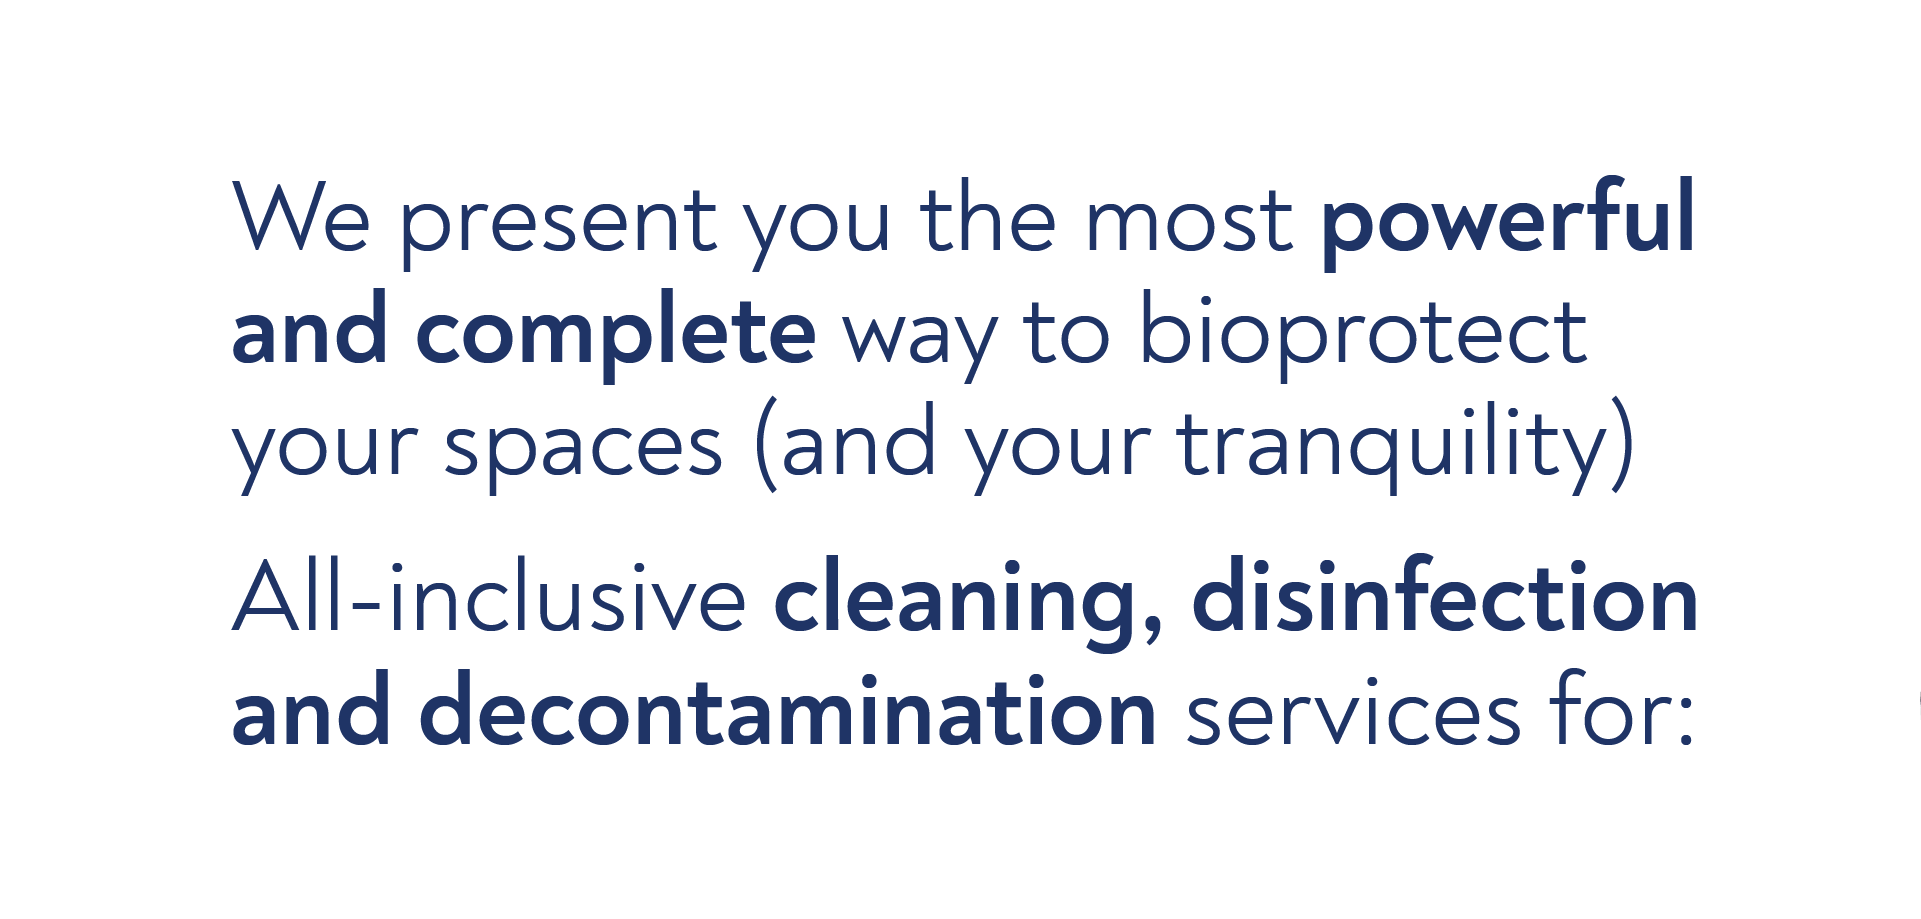 We present you the most powerful
and complete way to bioprotect
your spaces (and your tranquility)
All-inclusive cleaning, disinfection
and decontamination services for: